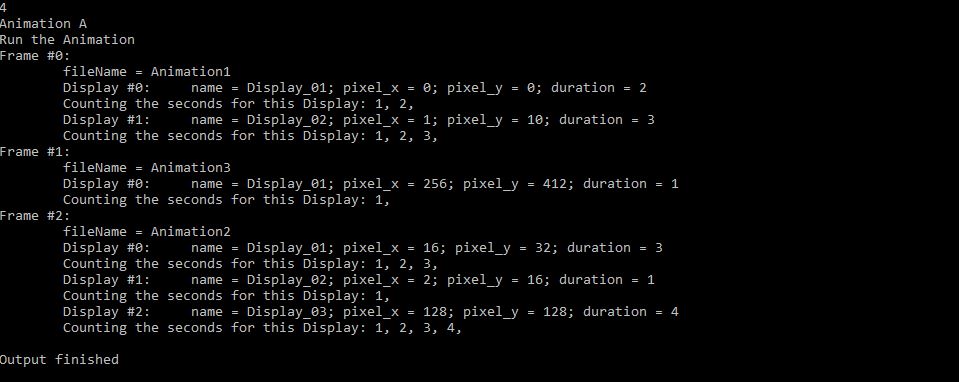 4
Animation A
Run the Animation
Frame #0:
        fileName = Animation1
        Display #0:     name = Display_01; pixel_x = 0; pixel_y = 0; duration = 2
        Counting the seconds for this Display: 1, 2,
        Display #1:     name = Display_02; pixel_x = 1; pixel_y = 10; duration = 3
        Counting the seconds for this Display: 1, 2, 3,
Frame #1:
        fileName = Animation3
        Display #0:     name = Display_01; pixel_x = 256; pixel_y = 412; duration = 1
        Counting the seconds for this Display: 1,
Frame #2:
        fileName = Animation2
        Display #0:     name = Display_01; pixel_x = 16; pixel_y = 32; duration = 3
        Counting the seconds for this Display: 1, 2, 3,
        Display #1:     name = Display_02; pixel_x = 2; pixel_y = 16; duration = 1
        Counting the seconds for this Display: 1,
        Display #2:     name = Display_03; pixel_x = 128; pixel_y = 128; duration = 4
        Counting the seconds for this Display: 1, 2, 3, 4,

Output finished